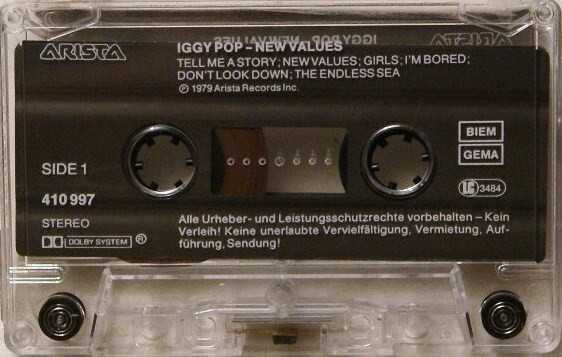 ARISTA
IGGY POP – NEW VALUES
TELL ME A STORY; NEW VALUES; GIRLS; I'M BORED;
DON'T LOOK DOWN; THE ENDLESS SEA
℗ 1979 Arista Records Inc.
BIEM
GEMA
SIDE 1
LC 3484
410 997
STEREO
DOLBY SYSTEM ®
Alle Urheber- und Leistungsschutzrechte vorbehalten – Kein
Verleih! Keine unerlaubte Vervielfältigung, Vermietung, Auf-
führung, Sendung!